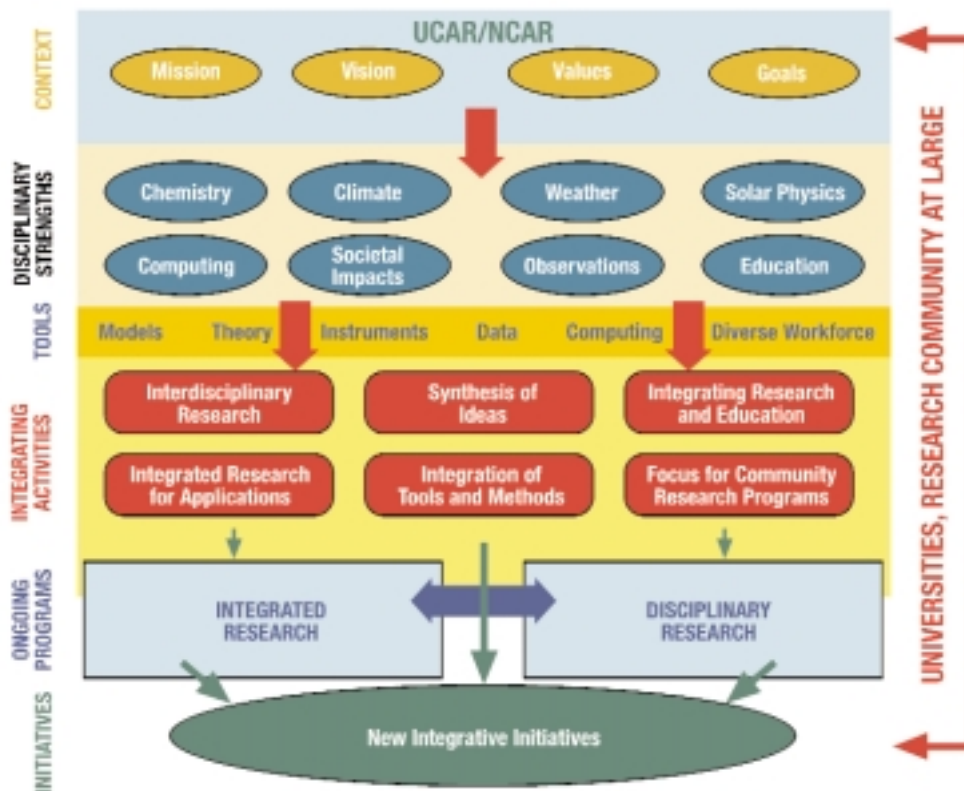 UCAR/NCAR
CONTEXT
Mission
Vision
Values
Goals
DISCIPLINARY
STRENGTHS
Chemistry
Climate
Weather
Solar Physics
Computing
Societal
Impacts
Observations
Education
TOOLS
Models
Theory
Instruments
Data
Computing
Diverse Workforce
INTEGRATING
ACTIVITIES
Interdisciplinary
Research
Synthesis of
Ideas
Integrating Research
and Education
Integrated Research
for Applications
Integration of
Tools and Methods
Focus for Community
Research Programs
ONGOING
PROGRAMS
INTEGRATED
RESEARCH
DISCIPLINARY
RESEARCH
INITIATIVES
New Integrative Initiatives
UNIVERSITIES, RESEARCH COMMUNITY AT LARGE